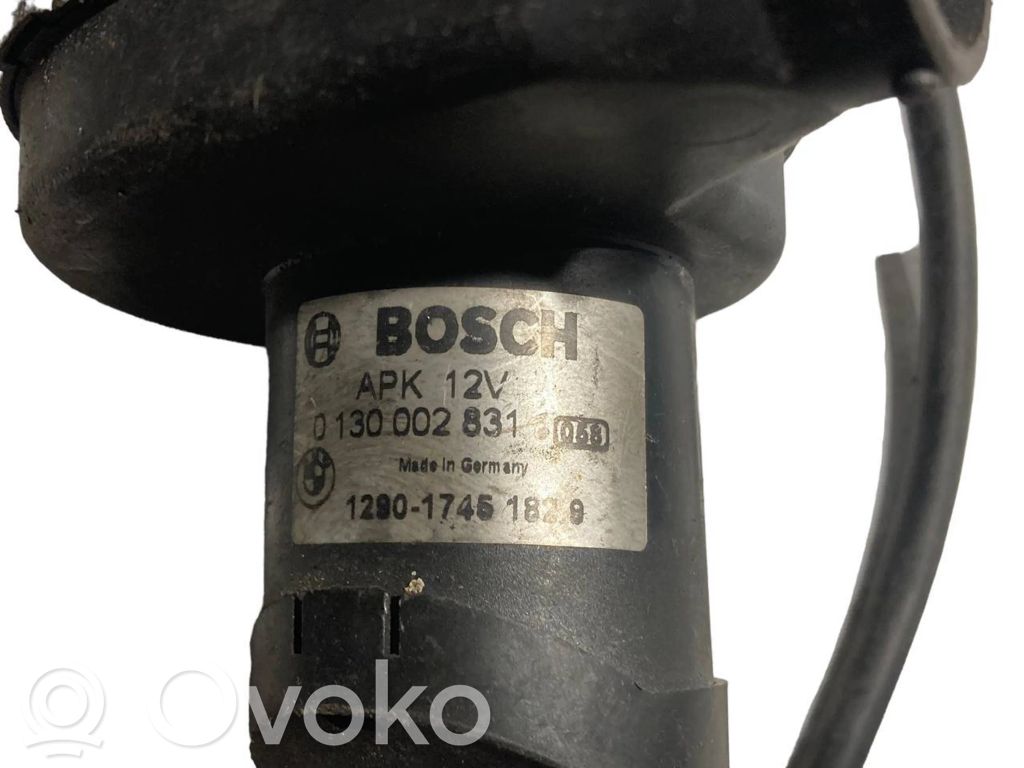 BOSCH
APK 12V
0 130 002 831 068
Made in Germany
1290-1745 182.9
OVOKO